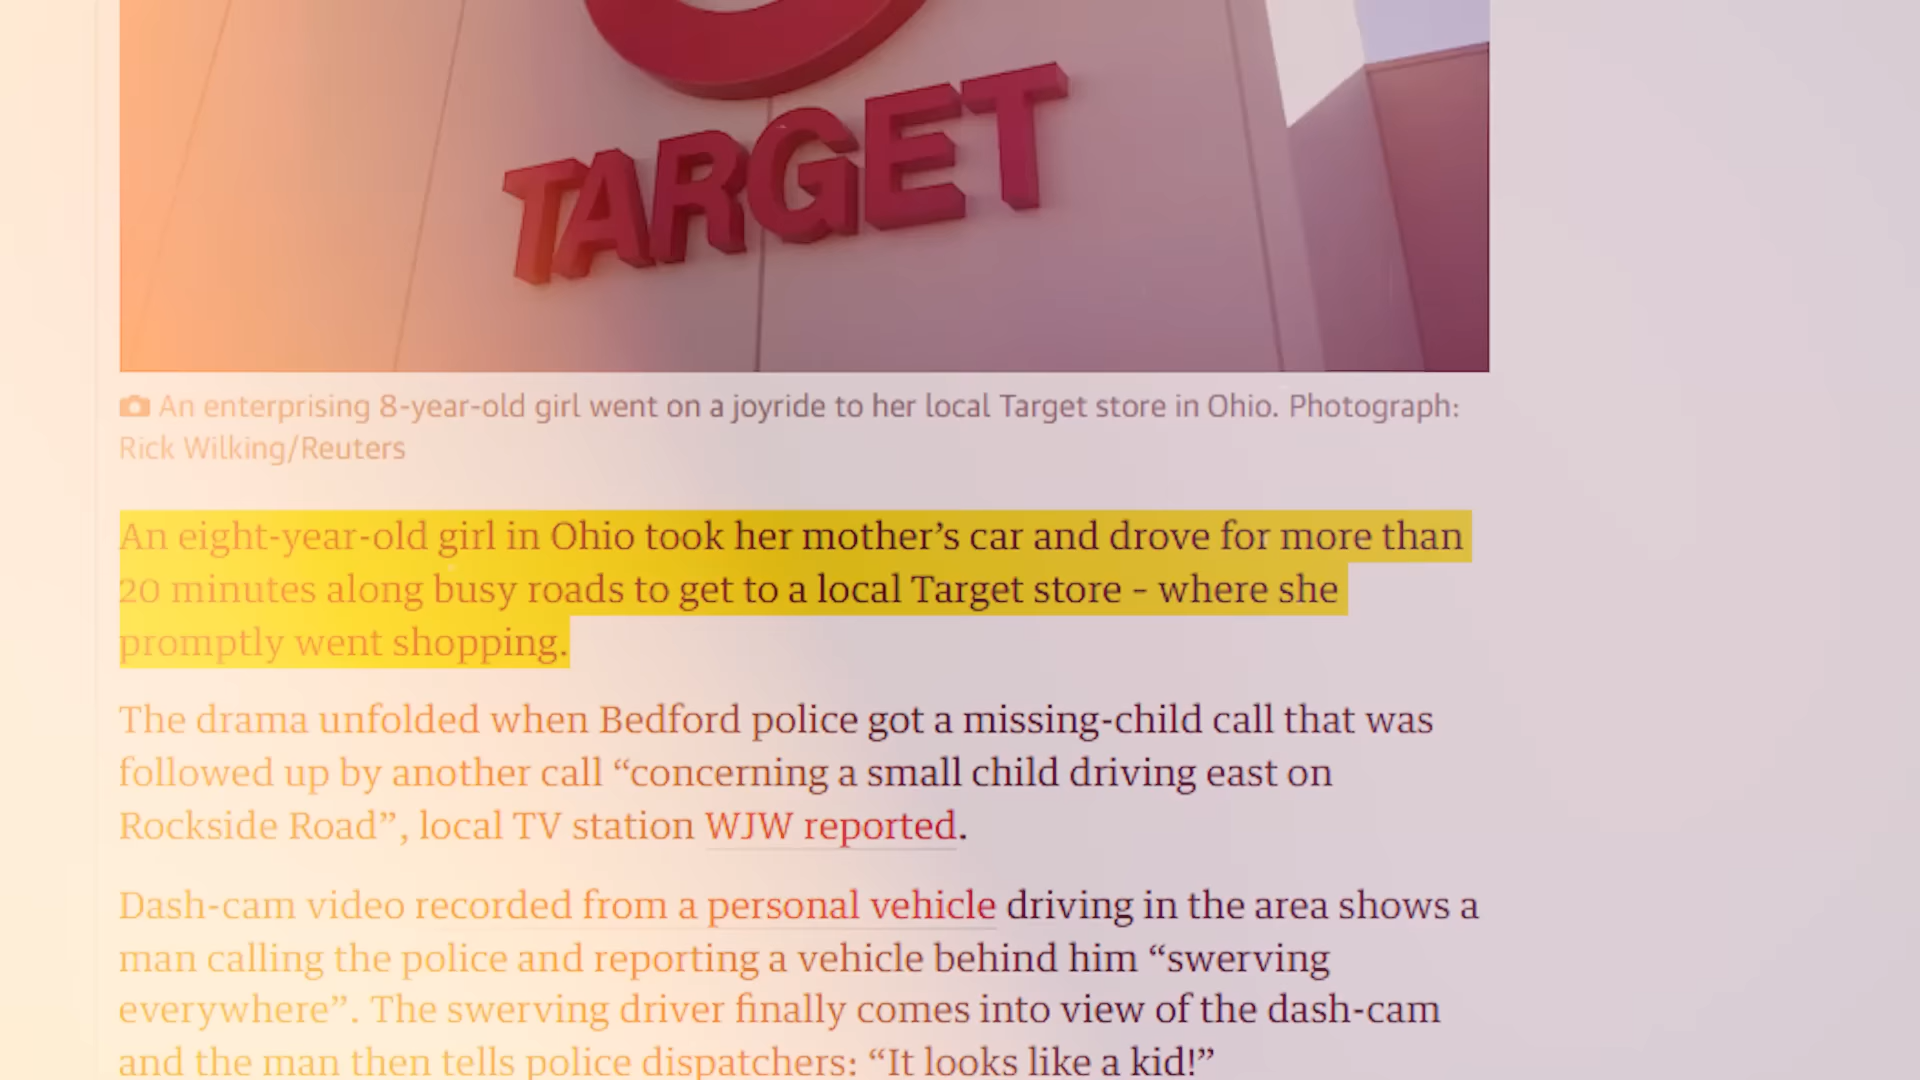 TARGET
An enterprising 8-year-old girl went on a joyride to her local Target store in Ohio. Photograph:
Rick Wilking/Reuters
An eight-year-old girl in Ohio took her mother’s car and drove for more than
20 minutes along busy roads to get to a local Target store – where she
promptly went shopping.
The drama unfolded when Bedford police got a missing-child call that was
followed up by another call “concerning a small child driving east on
Rockside Road”, local TV station WJW reported.
Dash-cam video recorded from a personal vehicle driving in the area shows a
man calling the police and reporting a vehicle behind him “swerving
everywhere”. The swerving driver finally comes into view of the dash-cam
and the man then tells police dispatchers: “It looks like a kid!”